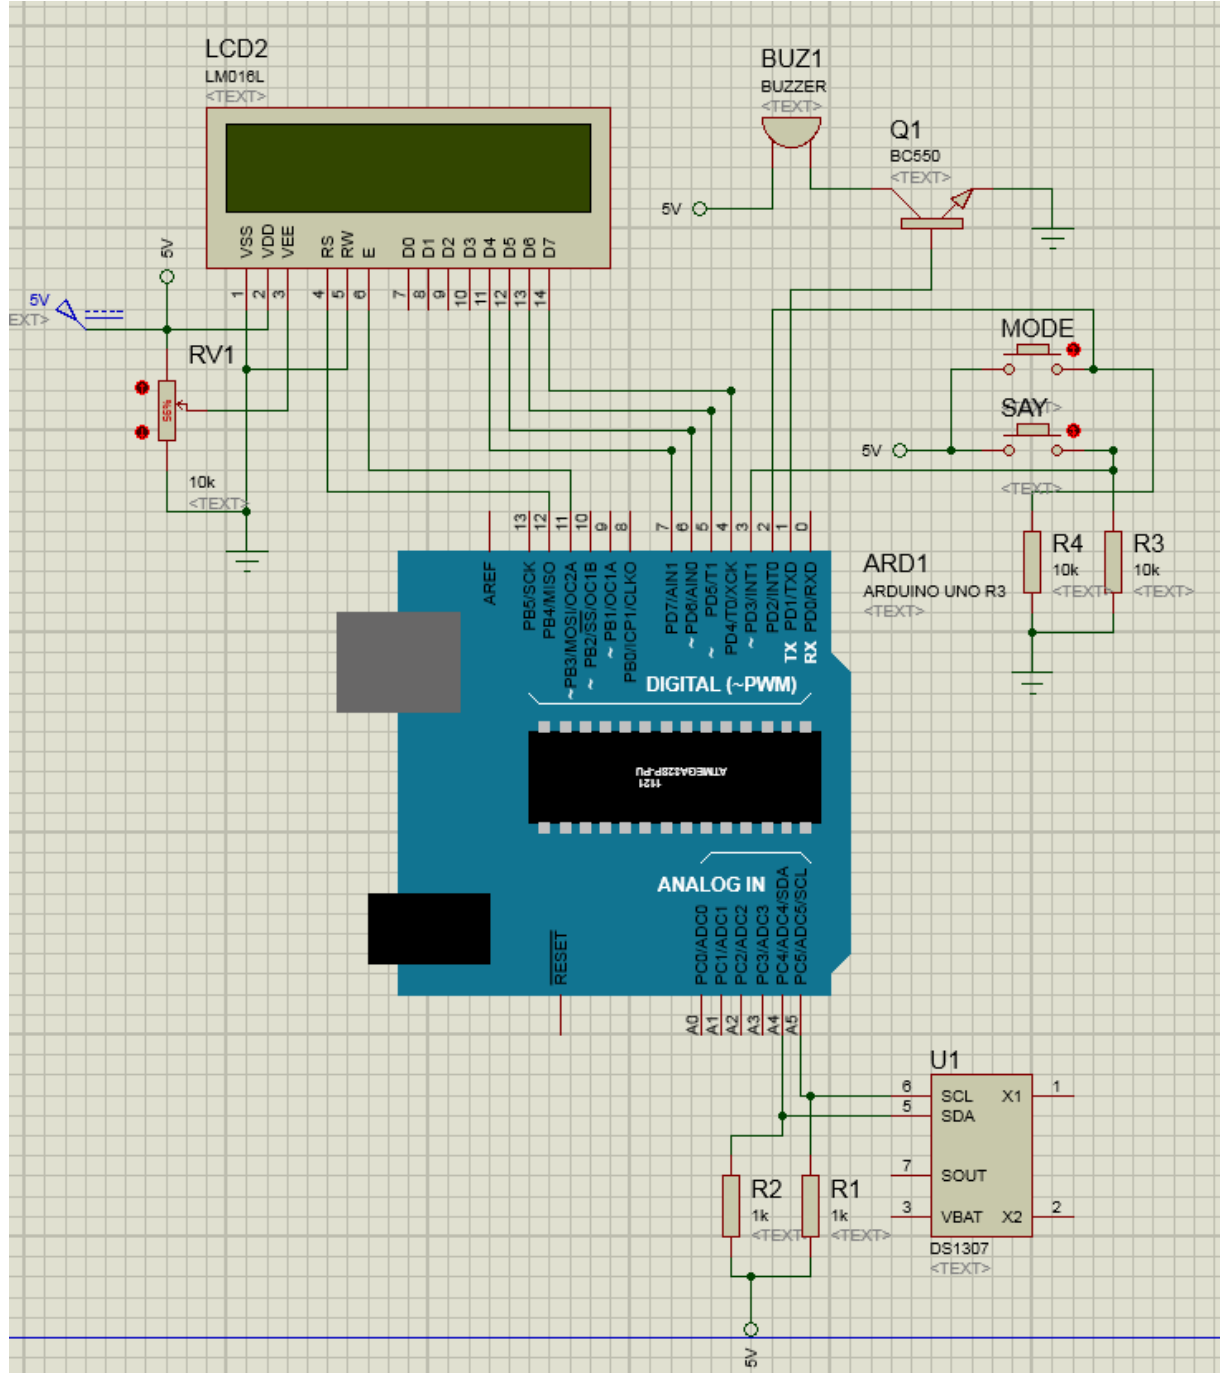 LCD2
LM016L
<TEXT>
BUZ1
BUZZER
<TEXT>
Q1
BC550
<TEXT>
5V
VSS
VDD
VEE
RS
RW
E
D0
D1
D2
D3
D4
D5
D6
D7
1
2
3
4
5
6
7
8
9
10
11
12
13
14
5V
5V
EXT>
RV1
56%
10k
<TEXT>
MODE
<TEXT>
SAY
5V
<TEXT>
R4
10k
<TEXT>
R3
10k
<TEXT>
13
12
11
10
9
8
7
6
5
4
3
2
1
0
AREF
PB5/SCK
PB4/MISO
~PB3/MOSI/OC2A
~ PB2/SS/OC1B
~ PB1/OC1A
PB0/ICP1/CLKO
PD7/AIN1
~ PD6/AIN0
~ PD5/T1
PD4/T0/XCK
~ PD3/INT1
PD2/INT0
TX PD1/TXD
RX PD0/RXD
ARD1
ARDUINO UNO R3
<TEXT>
DIGITAL (~PWM)
ATMEGA328P-PU
1121
ANALOG IN
RESET
PC0/ADC0
PC1/ADC1
PC2/ADC2
PC3/ADC3
PC4/ADC4/SDA
PC5/ADC5/SCL
A0
A1
A2
A3
A4
A5
U1
6
5
7
3
SCL
SDA
SOUT
VBAT
X1
X2
1
2
DS1307
<TEXT>
R2
1k
<TEXT>
R1
1k
<TEXT>
5V